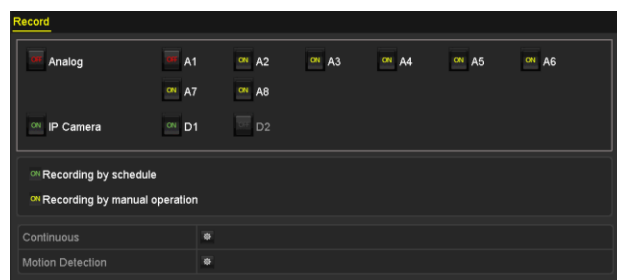 Record
OFF Analog OFF A1 ON A2 ON A3 ON A4 ON A5 ON A6
ON A7 ON A8
ON IP Camera ON D1 D2
ON Recording by schedule
ON Recording by manual operation
Continuous
Motion Detection